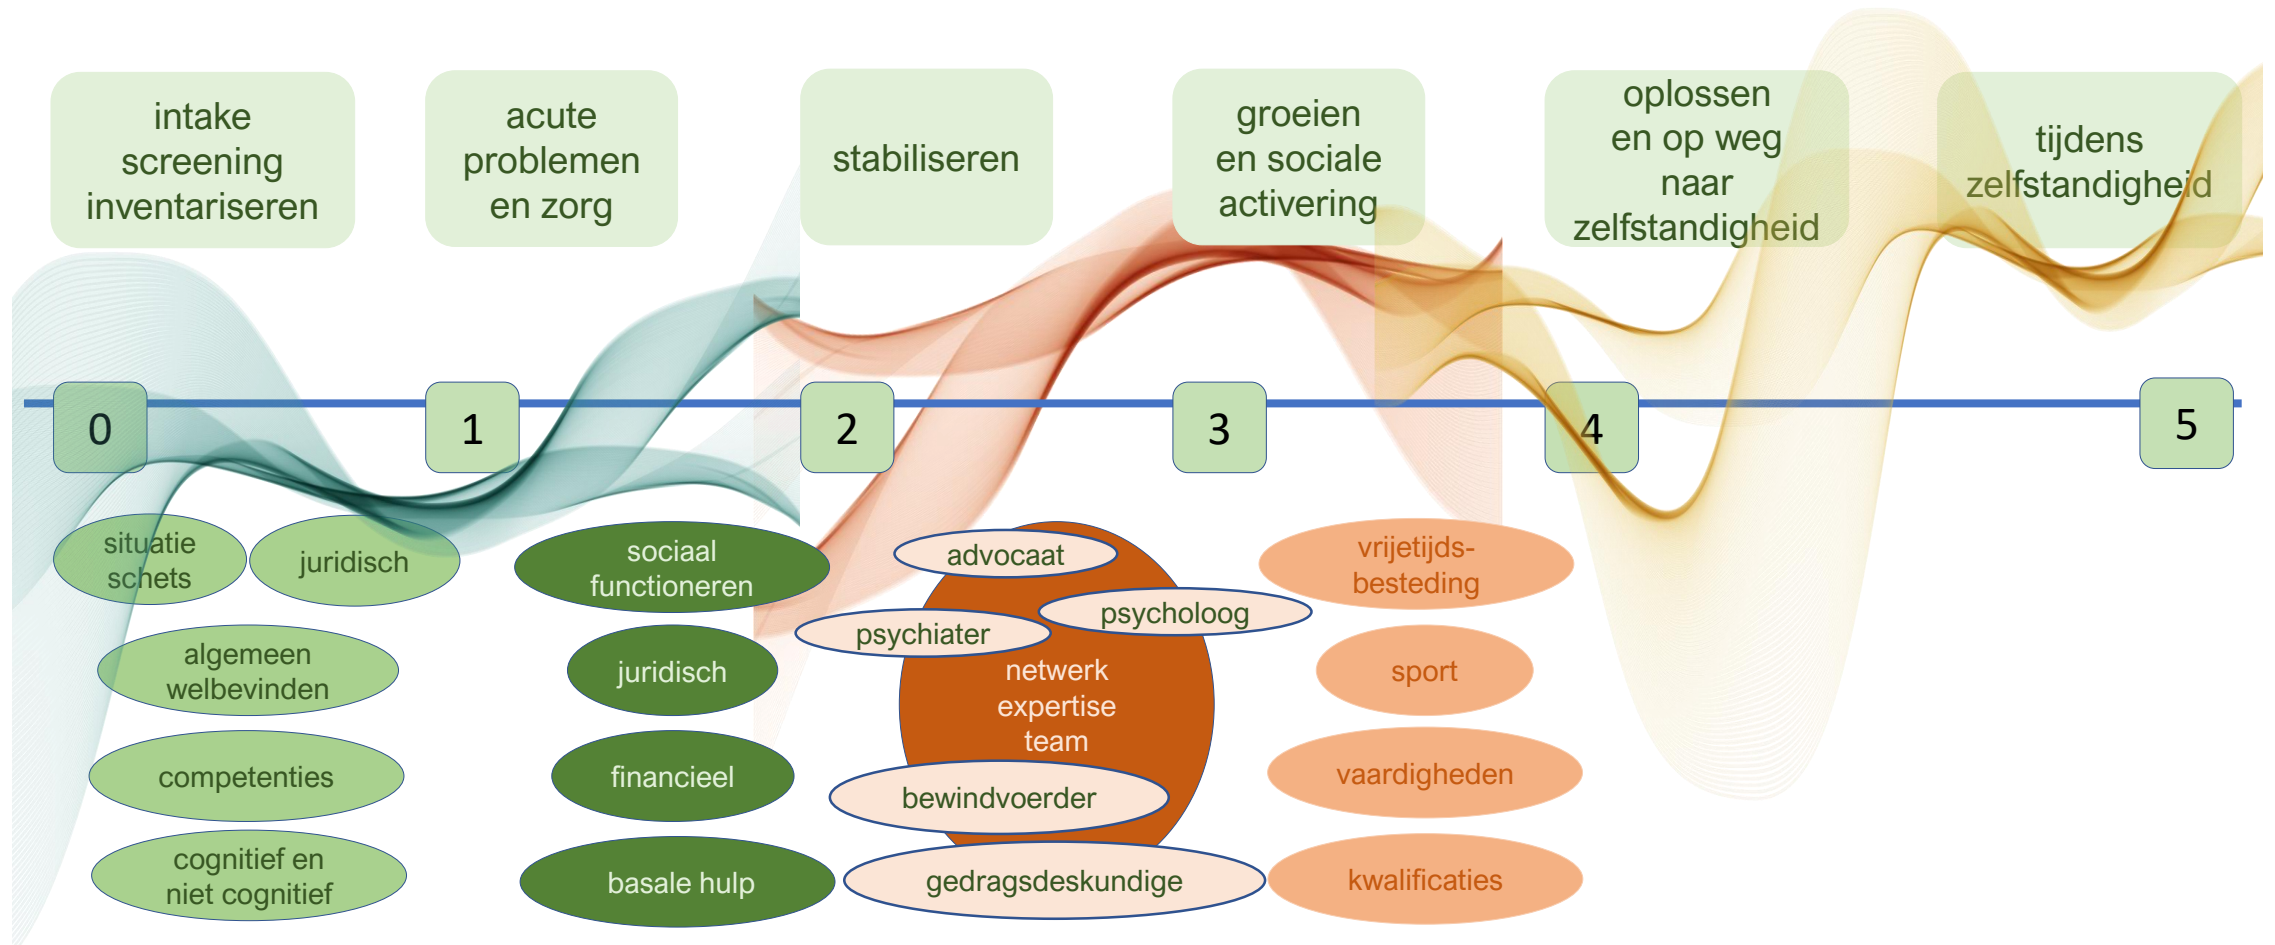 intake
screening
inventariseren
acute
problemen
en zorg
stabiliseren
groeien
en sociale
activering
oplossen
en op weg
naar
zelfstandigheid
tijdens
zelfstandigheid
0
1
2
3
4
5
situatie
schets
juridisch
algemeen
welbevinden
competenties
cognitief en
niet cognitief
sociaal
functioneren
juridisch
financieel
basale hulp
advocaat
psycholoog
psychiater
netwerk
expertise
team
bewindvoerder
gedragsdeskundige
vrijetijds-
besteding
sport
vaardigheden
kwalificaties